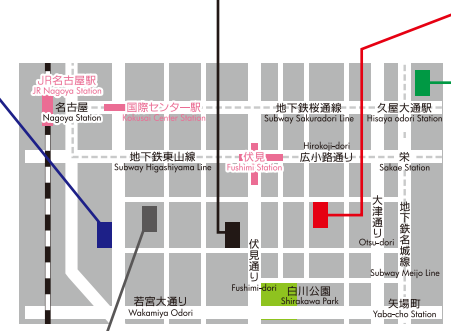 JR名古屋駅
JR Nagoya Station
名古屋
Nagoya Station
国際センター駅
Kokusai Center Station
地下鉄桜通線
Subway Sakuradori Line
久屋大通駅
Hisaya odori Station
地下鉄東山線
Subway Higashiyama Line
伏見
Fushimi Station
Hirokoji-dori
広小路通り
栄
Sakae Station
大津通り
Otsu-dori
地下鉄名城線
Subway Meijo Line
伏見通り
Fushimi-dori
若宮大通り
Wakamiya Odori
白川公園
Shirakawa Park
矢場町
Yaba-cho Station